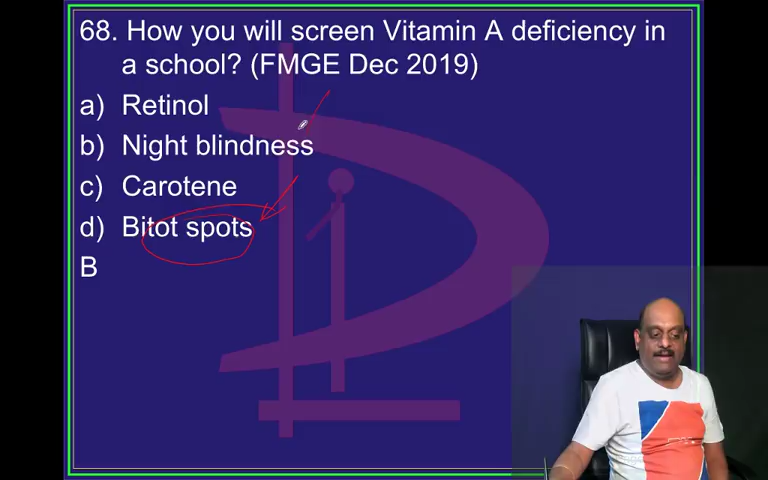 68. How you will screen Vitamin A deficiency in
a school? (FMGE Dec 2019)
a) Retinol
b) Night blindness
c) Carotene
d) Bitot spots
B